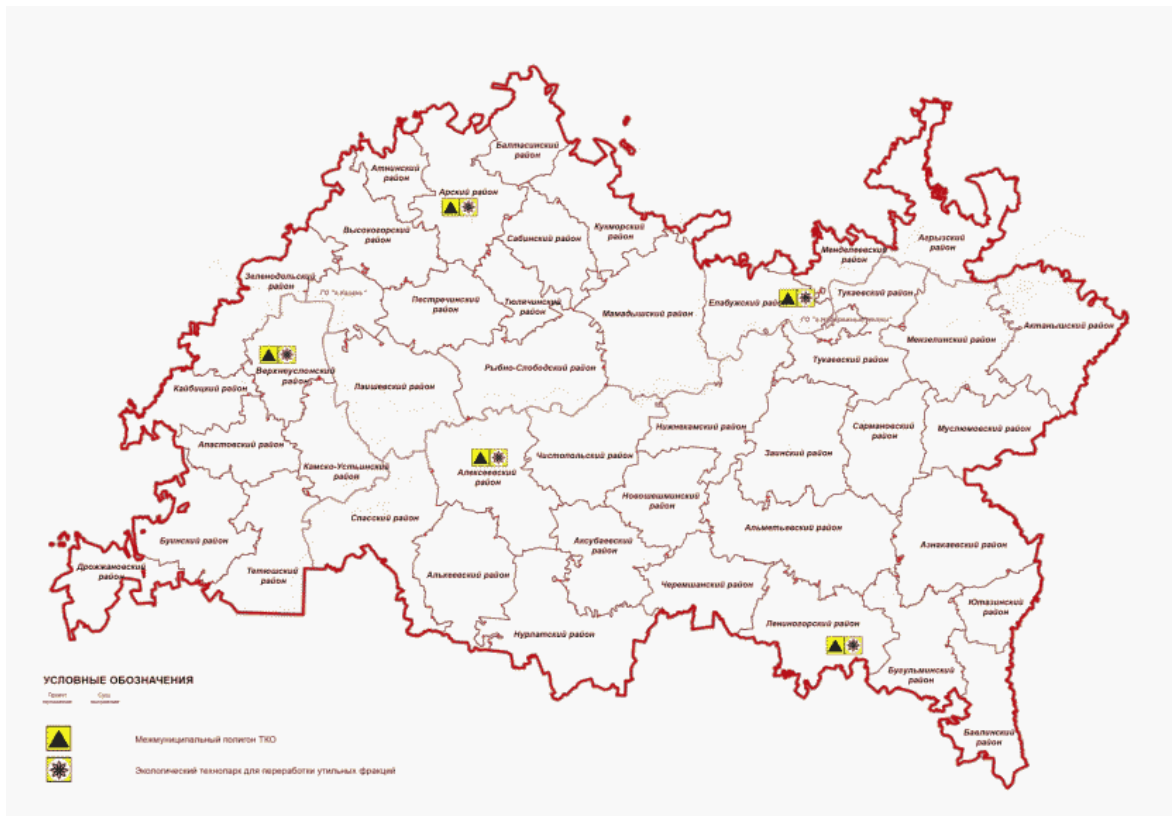 Балтасинский
район
Атнинский
район
Арский район
Высокогорский
район
Сабинский район
Кукморский
район
Менделеевский
район
Агрызский
район
Зеленодольский
район
ГО "г.Казань"
Пестречинский
район
Тюлячинский
район
Мамадышский район
Елабужский район
Тукаевский район
Актанышский район
Мензелинский район
Тукаевский
район
Верхнеуслонский
район
Кайбицкий район
Лаишевский район
Рыбно-Слободский район
Нижнекамский район
Сармановский
район
Муслюмовский район
Апастовский район
Камско-Устьинский
район
Алексеевский
район
Чистопольский район
Заинский район
Новошешминский
район
Спасский район
Альметьевский район
Буинский район
Аксубаевский
район
Азнакаевский район
Дрожжановский
район
Тетюшский
район
Алькеевский район
Черемшанский район
Ютазинский
район
Нурлатский район
Лениногорский район
Бугульминский
район
Бавлинский
район
УСЛОВНЫЕ ОБОЗНАЧЕНИЯ
Межмуниципальный полигон ТКО
Экологический технопарк для переработки утильных фракций